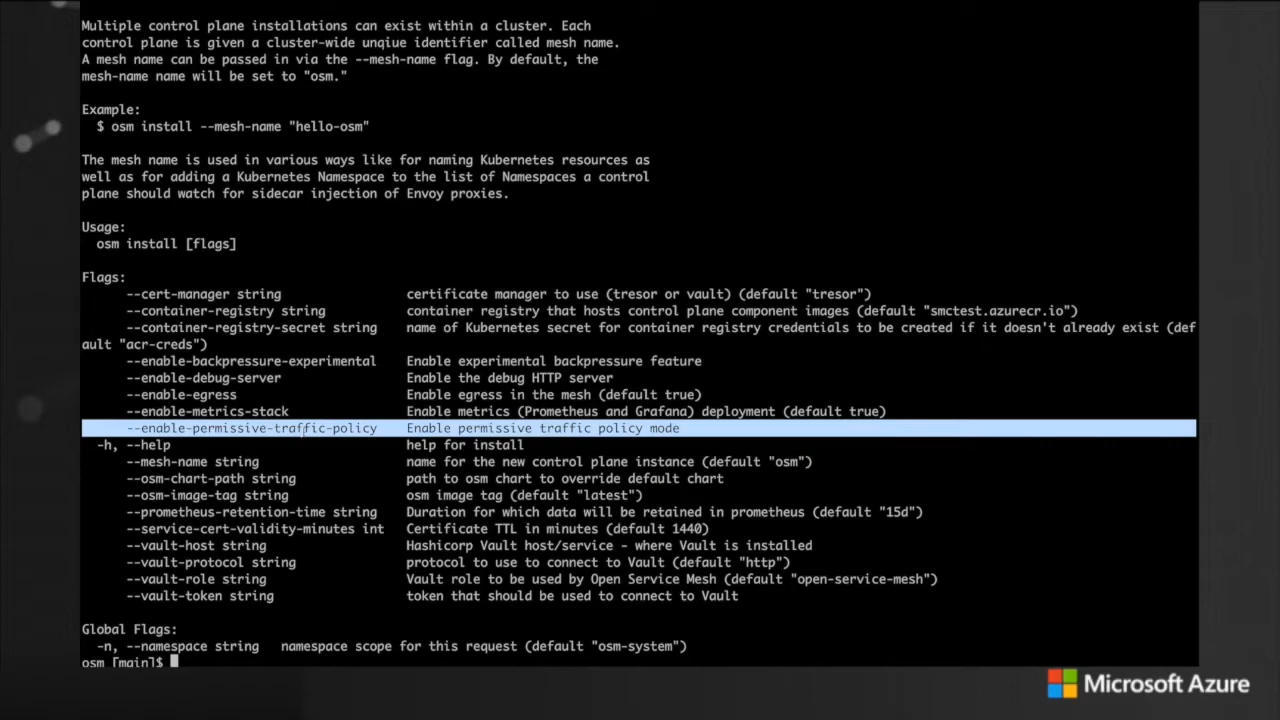 Multiple control plane installations can exist within a cluster. Each
control plane is given a cluster-wide unqiue identifier called mesh name.
A mesh name can be passed in via the --mesh-name flag. By default, the
mesh-name name will be set to "osm."
Example:
$ osm install --mesh-name "hello-osm"
The mesh name is used in various ways like for naming Kubernetes resources as
well as for adding a Kubernetes Namespace to the list of Namespaces a control
plane should watch for sidecar injection of Envoy proxies.
Usage:
osm install [flags]
Flags:
--cert-manager string certificate manager to use (tresor or vault) (default "tresor")
--container-registry string container registry that hosts control plane component images (default "smctest.azurecr.io")
--container-registry-secret string name of Kubernetes secret for container registry credentials to be created if it doesn't already exist (def
ault "acr-creds")
--enable-backpressure-experimental Enable experimental backpressure feature
--enable-debug-server Enable the debug HTTP server
--enable-egress Enable egress in the mesh (default true)
--enable-metrics-stack Enable metrics (Prometheus and Grafana) deployment (default true)
--enable-permissive-traffic-policy Enable permissive traffic policy mode
-h, --help help for install
--mesh-name string name for the new control plane instance (default "osm")
--osm-chart-path string path to osm chart to override default chart
--osm-image-tag string osm image tag (default "latest")
--prometheus-retention-time string Duration for which data will be retained in prometheus (default "15d")
--service-cert-validity-minutes int Certificate TTL in minutes (default 1440)
--vault-host string Hashicorp Vault host/service - where Vault is installed
--vault-protocol string protocol to use to connect to Vault (default "http")
--vault-role string Vault role to be used by Open Service Mesh (default "open-service-mesh")
--vault-token string token that should be used to connect to Vault
Global Flags:
-n, --namespace string namespace scope for this request (default "osm-system")
osm [main]$
Microsoft Azure